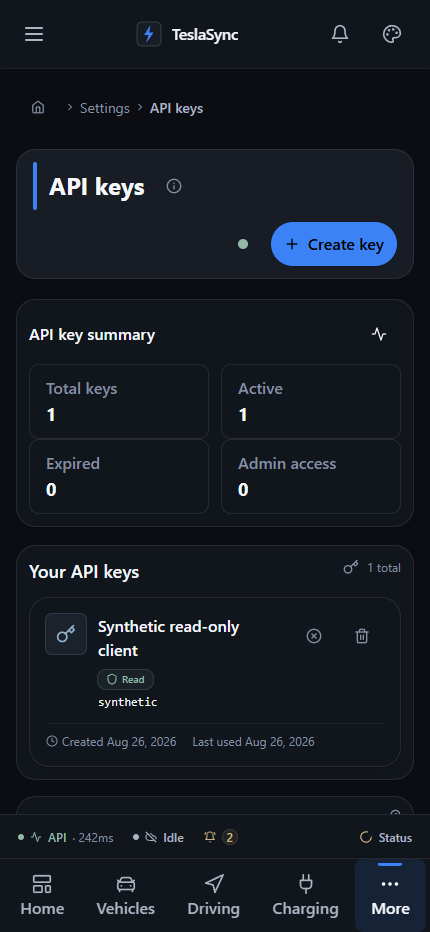 TeslaSync
Settings
API keys
API keys
Create key
API key summary
Total keys
1
Active
1
Expired
0
Admin access
0
Your API keys
1 total
Synthetic read-only
client
Read
synthetic
Created Aug 26, 2026
Last used Aug 26, 2026
API · 242ms
Idle
2
Status
Home
Vehicles
Driving
Charging
More